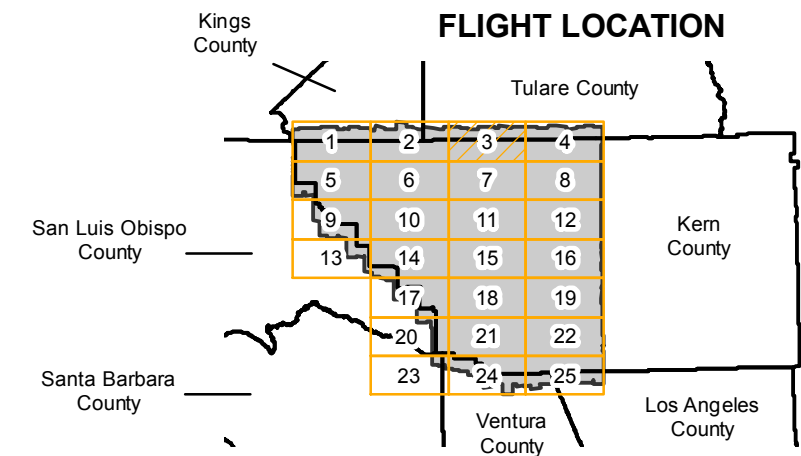 Kings
County
FLIGHT LOCATION
Tulare County
1 2 3 4
5 6 7 8
San Luis Obispo
County
9 10 11 12
Kern
County
13 14 15 16
17 18 19
20 21 22
Santa Barbara
County
23 24 25
Ventura
County
Los Angeles
County